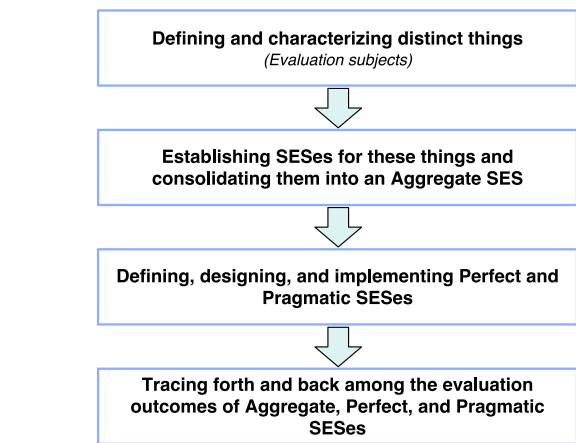 Defining and characterizing distinct things
(Evaluation subjects)
Establishing SESes for these things and
consolidating them into an Aggregate SES
Defining, designing, and implementing Perfect and
Pragmatic SESes
Tracing forth and back among the evaluation
outcomes of Aggregate, Perfect, and Pragmatic
SESes